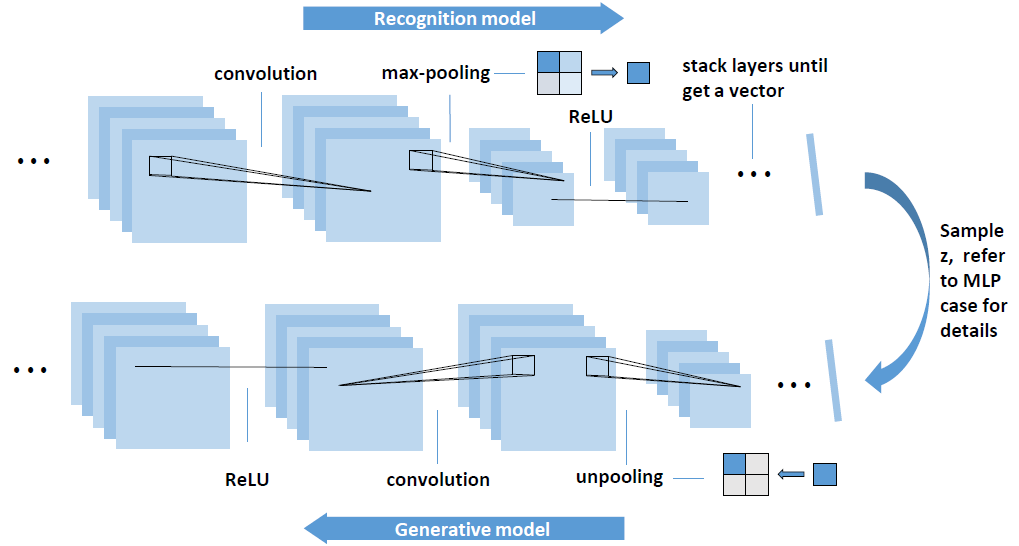 Recognition model
convolution
max-pooling
stack layers until
get a vector
ReLU
• • •
• • •
Sample
z, refer
to MLP
case for
details
• • •
• • •
ReLU
convolution
unpooling
Generative model